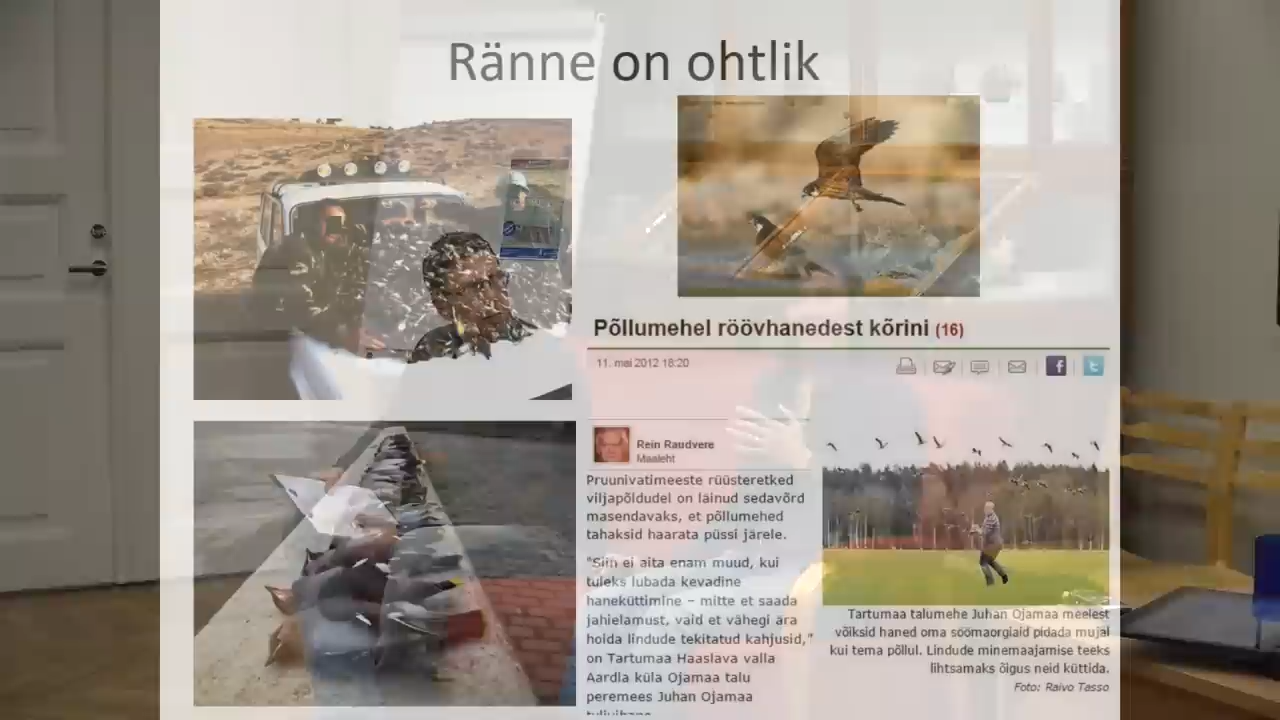 Ränne on ohtlik
Põllumehel röövhanedest kõrini (16)
11. mai 2012 18:20
Rein Raudvere
Maaleht
Pruunivatimeeste rüüsteretked
viljapõldudel on läinud sedavõrd
masendavaks, et põllumehed
tahaksid haarata püssi järele.
"Siin ei aita enam muud, kui
tuleks lubada kevadine
haneküttimine – mitte et saada
jahielamust, vaid et vähegi ära
hoida lindude tekitatud kahjusid,"
on Tartumaa Haaslava valla
Aardla küla Ojamaa talu
peremees Juhan Ojamaa
Tartumaa talumehe Juhan Ojamaa meelest
võiksid haned oma söömaorgiaid pidada mujal
kui tema põllul. Lindude minemaajamise teeks
lihtsamaks õigus neid küttida.
Foto: Raivo Tasso